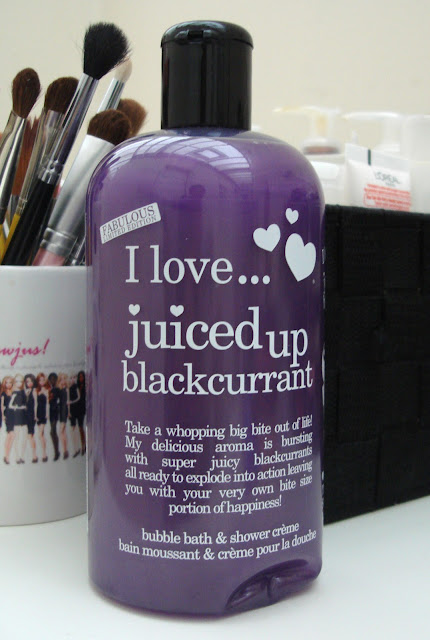 FABULOUS
LIMITED EDITION
I love...
juiced up
blackcurrant
Take a whopping big bite out of life!
My delicious aroma is bursting
with super juicy blackcurrants
all ready to explode into action leaving
you with your very own bite size
portion of happiness!
bubble bath & shower crème
bain moussant & crème pour la douche
L'ORÉAL